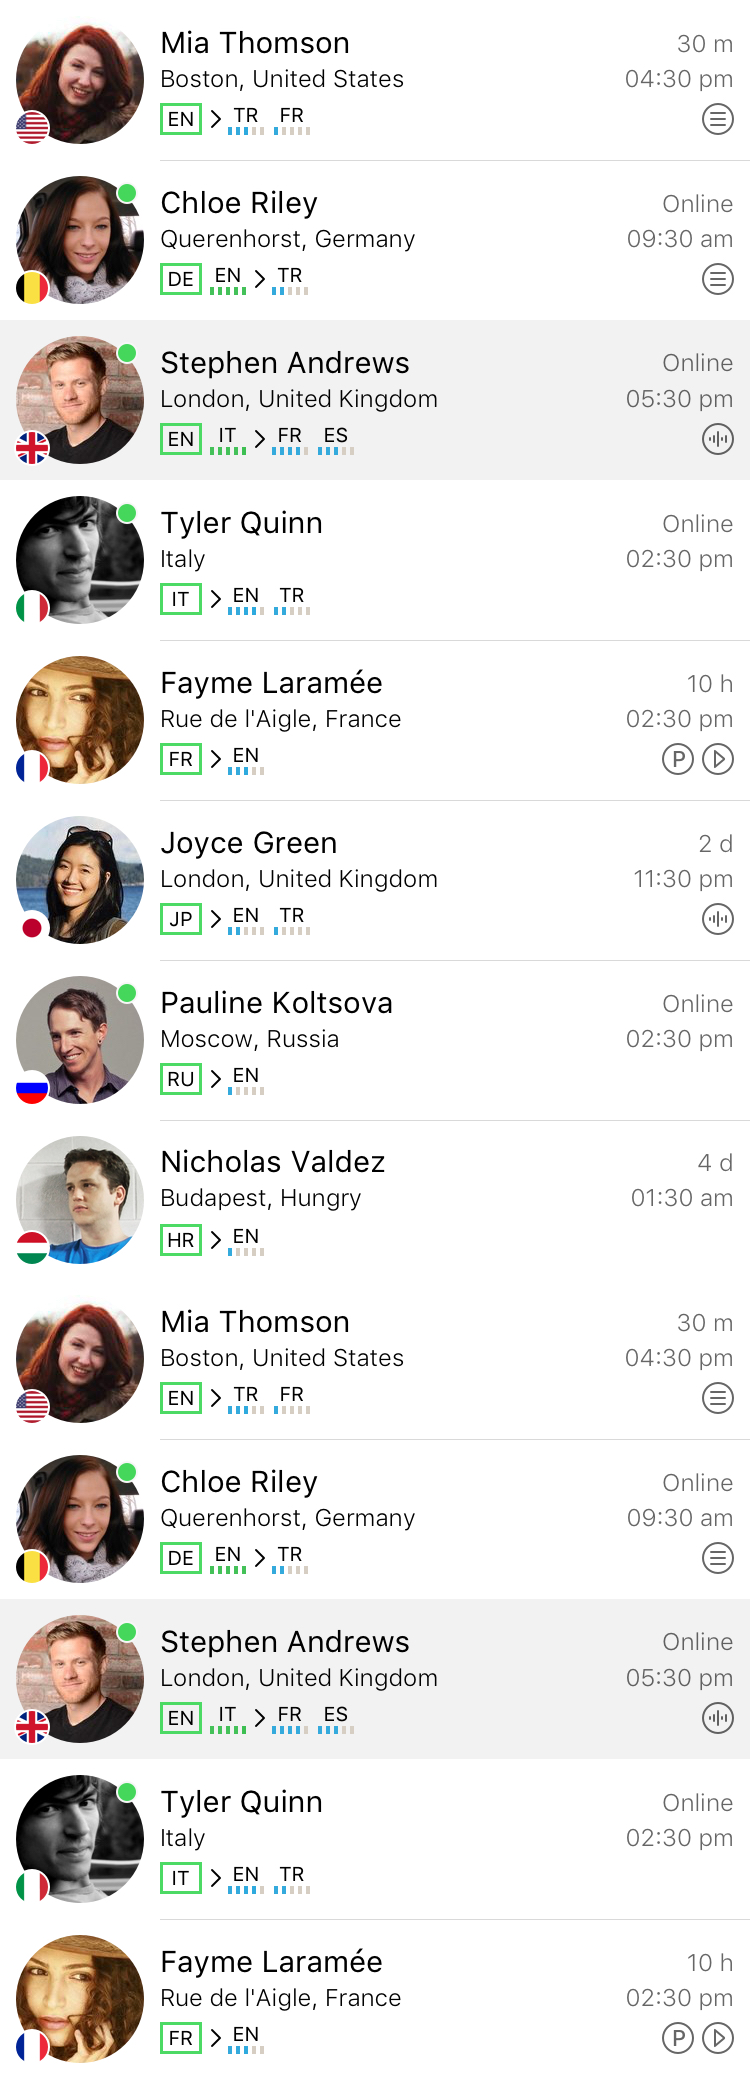 Mia Thomson 30 m
Boston, United States 04:30 pm
EN TR FR
Chloe Riley Online
Querenhorst, Germany 09:30 am
DE EN TR
Stephen Andrews Online
London, United Kingdom 05:30 pm
EN IT FR ES
Tyler Quinn Online
Italy 02:30 pm
IT EN TR
Fayme Laramée 10 h
Rue de l'Aigle, France 02:30 pm
FR EN P
Joyce Green 2 d
London, United Kingdom 11:30 pm
JP EN TR
Pauline Koltsova Online
Moscow, Russia 02:30 pm
RU EN
Nicholas Valdez 4 d
Budapest, Hungry 01:30 am
HR EN
Mia Thomson 30 m
Boston, United States 04:30 pm
EN TR FR
Chloe Riley Online
Querenhorst, Germany 09:30 am
DE EN TR
Stephen Andrews Online
London, United Kingdom 05:30 pm
EN IT FR ES
Tyler Quinn Online
Italy 02:30 pm
IT EN TR
Fayme Laramée 10 h
Rue de l'Aigle, France 02:30 pm
FR EN P